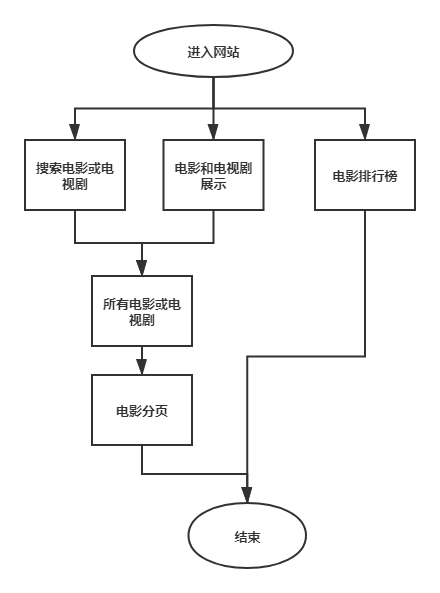 进入网站
搜索电影或电
视剧
电影和电视剧
展示
电影排行榜
所有电影或电
视剧
电影分页
结束